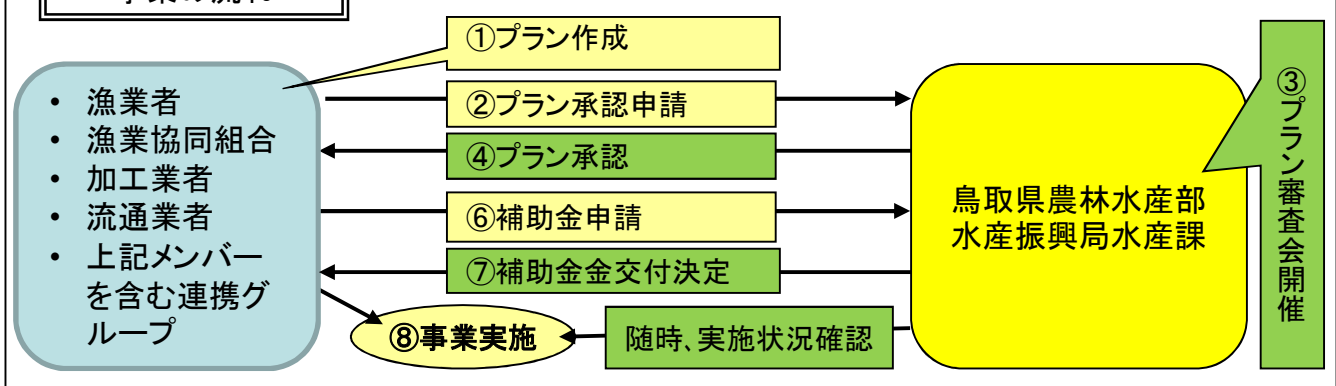 ①プラン作成
• 漁業者
• 漁業協同組合
• 加工業者
• 流通業者
• 上記メンバー
を含む連携グ
ループ
②プラン承認申請
④プラン承認
⑥補助金申請
⑦補助金金交付決定
⑧事業実施
随時、実施状況確認
鳥取県農林水産部
水産振興局水産課
③プラン審査会開催